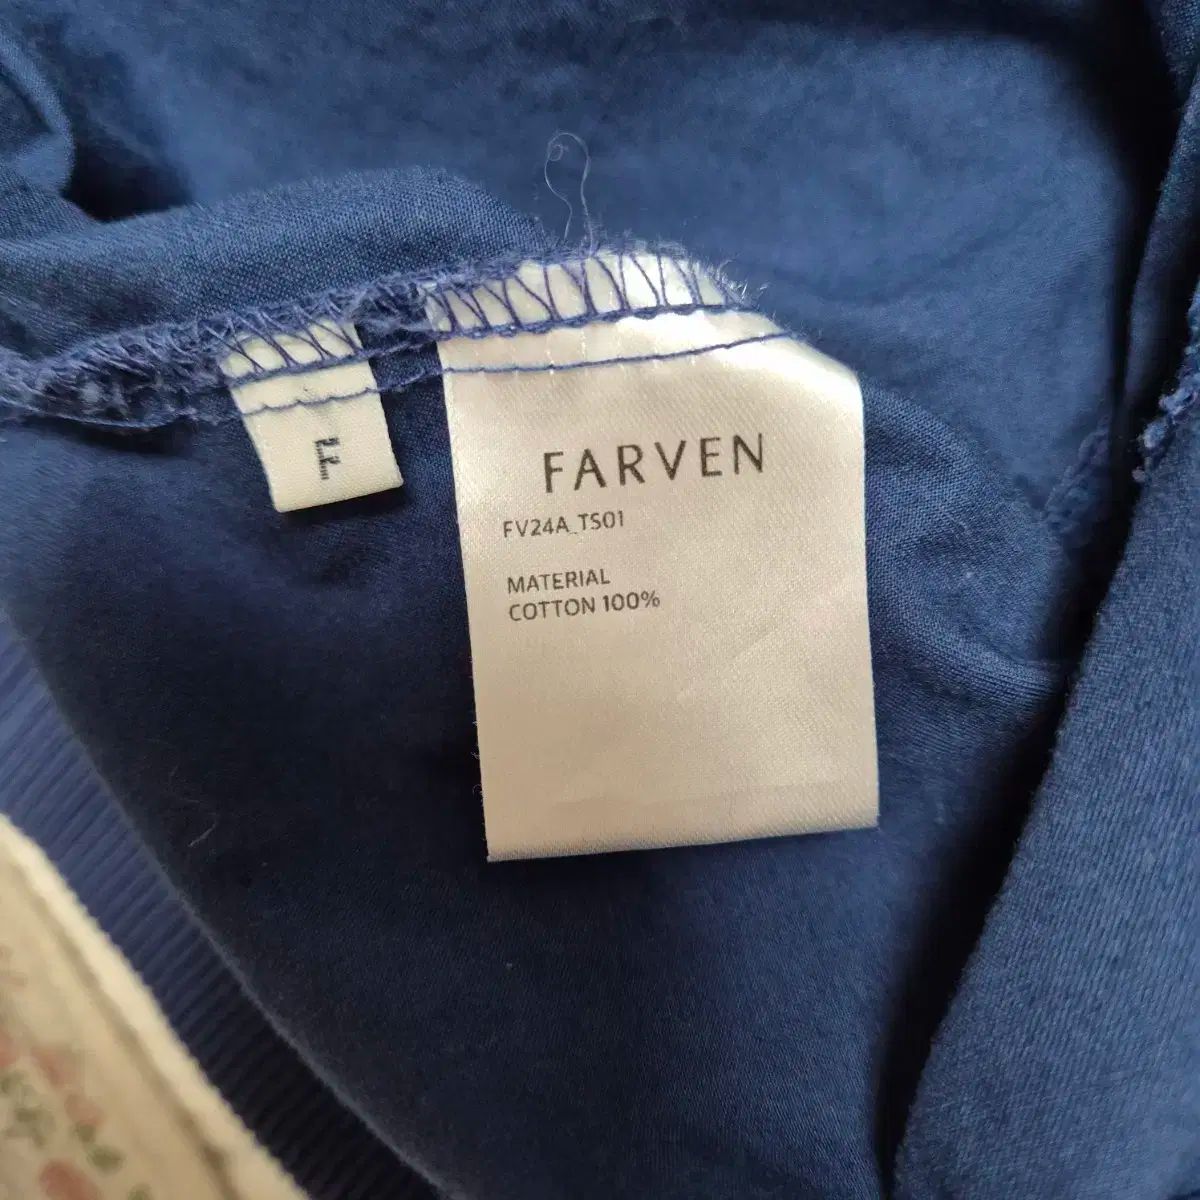 F
FARVEN
FV24A_TS01
MATERIAL
COTTON 100%